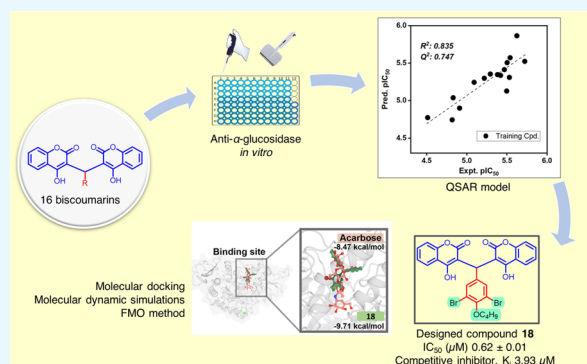 O O O O
OH OH
R
16 biscoumarins
Anti-α-glucosidase
in vitro
R²: 0.835
Q²: 0.747
Pred. pIC₅₀
6.0
5.5
5.0
4.5
4.5 5.0 5.5 6.0
Expt. pIC₅₀
Training Cpd.
QSAR model
Molecular docking
Molecular dynamic simulations
FMO method
Binding site
Acarbose
-8.47 kcal/mol
18
-9.71 kcal/mol
O O O O
OH OH
Br Br
OC₄H₉
Designed compound 18
IC₅₀ (µM) 0.62 ± 0.01
Competitive inhibitor, Kᵢ 3.93 µM